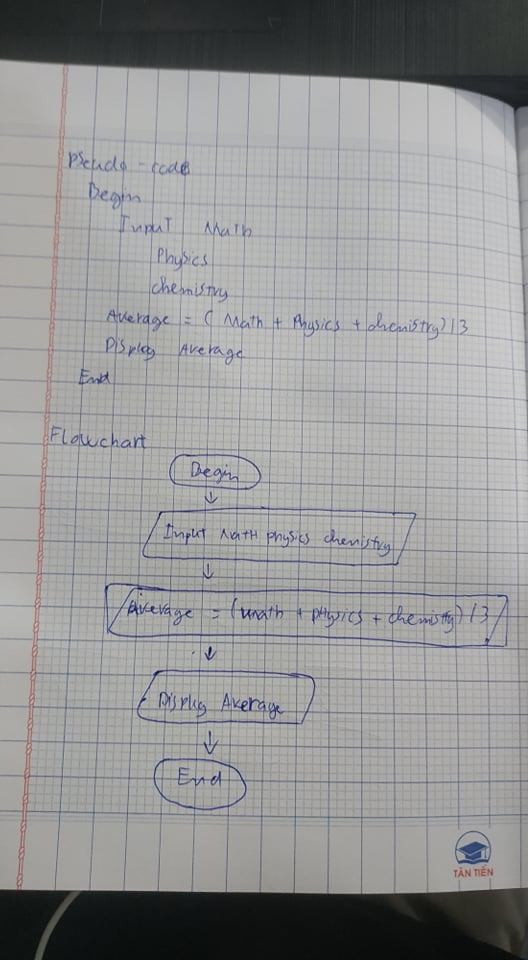 Pseudo-code
Begin
Input Math
Physics
chemistry
Average = ( Math + Physics + chemistry) / 3
Display Average
End
Flowchart
Begin
Input Math physics chemistry
Average = (math + physics + chemistry) / 3
Display Average
End
TÂN TIẾN